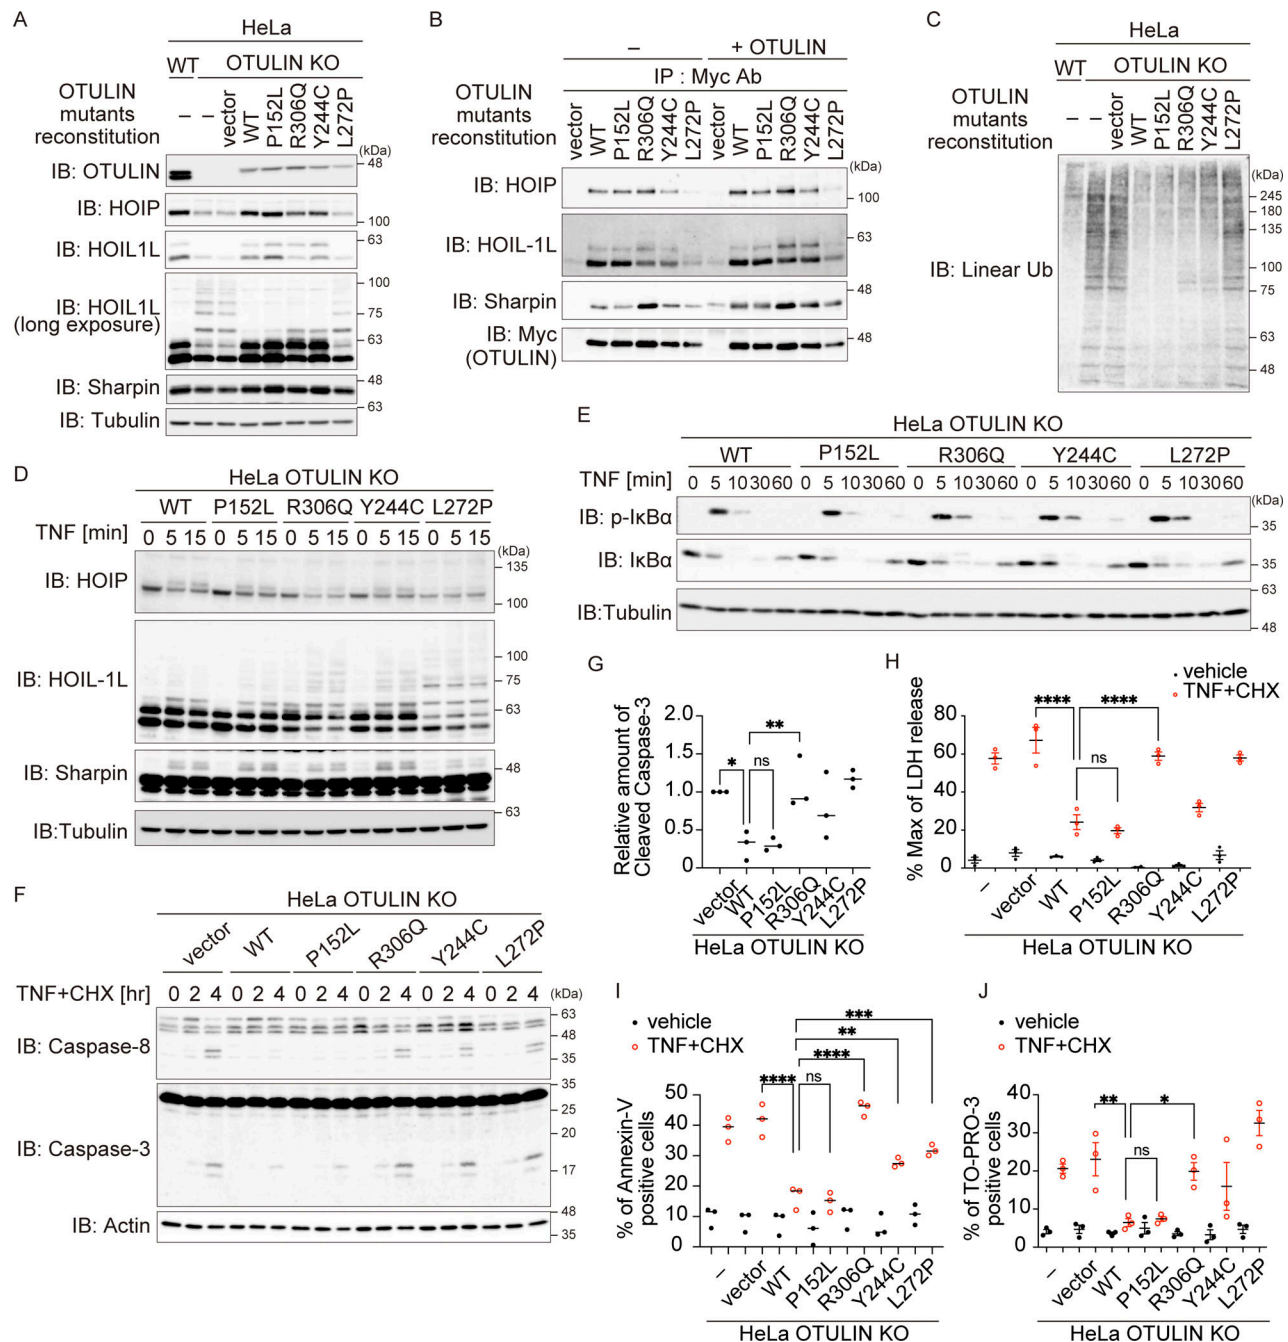 A
HeLa
WT OTULIN KO
OTULIN mutants reconstitution
– – vector WT P152L R306Q Y244C L272P
(kDa)
IB: OTULIN 48
IB: HOIP 100
IB: HOIL1L 63
IB: HOIL1L (long exposure) 100 75 63
IB: Sharpin 48
IB: Tubulin 63
B
– + OTULIN
IP : Myc Ab
OTULIN mutants reconstitution
vector WT P152L R306Q Y244C L272P vector WT P152L R306Q Y244C L272P
(kDa)
IB: HOIP 100
IB: HOIL-1L 63
IB: Sharpin 48
IB: Myc (OTULIN) 48
C
HeLa
WT OTULIN KO
OTULIN mutants reconstitution
– – vector WT P152L R306Q Y244C L272P
(kDa)
245
180
135
100
75
63
48
IB: Linear Ub
D
HeLa OTULIN KO
WT P152L R306Q Y244C L272P
TNF [min] 0 5 15 0 5 15 0 5 15 0 5 15 0 5 15
(kDa)
IB: HOIP 135 100
IB: HOIL-1L 100 75 63
IB: Sharpin 48
IB:Tubulin 63
E
HeLa OTULIN KO
WT P152L R306Q Y244C L272P
TNF [min] 0 5 10 30 60 0 5 10 30 60 0 5 10 30 60 0 5 10 30 60 0 5 10 30 60
(kDa)
IB: p-IκBα 35
IB: IκBα 35
IB:Tubulin 63 48
F
HeLa OTULIN KO
vector WT P152L R306Q Y244C L272P
TNF+CHX [hr] 0 2 4 0 2 4 0 2 4 0 2 4 0 2 4 0 2 4
(kDa)
IB: Caspase-8 63 48 35
IB: Caspase-3 35 25 20 17
IB: Actin 48 35
G
Relative amount of Cleaved Caspase-3
2.0
1.5
1.0
0.5
0
* ns **
vector WT P152L R306Q Y244C L272P
HeLa OTULIN KO
H
vehicle
TNF+CHX
% Max of LDH release
80
60
40
20
0
**** ns ****
– vector WT P152L R306Q Y244C L272P
HeLa OTULIN KO
I
vehicle
TNF+CHX
% of Annexin-V positive cells
50
40
30
20
10
0
***
**
****
**** ns
– vector WT P152L R306Q Y244C L272P
HeLa OTULIN KO
J
vehicle
TNF+CHX
% of TO-PRO-3 positive cells
40
30
20
10
0
** *
ns
– vector WT P152L R306Q Y244C L272P
HeLa OTULIN KO